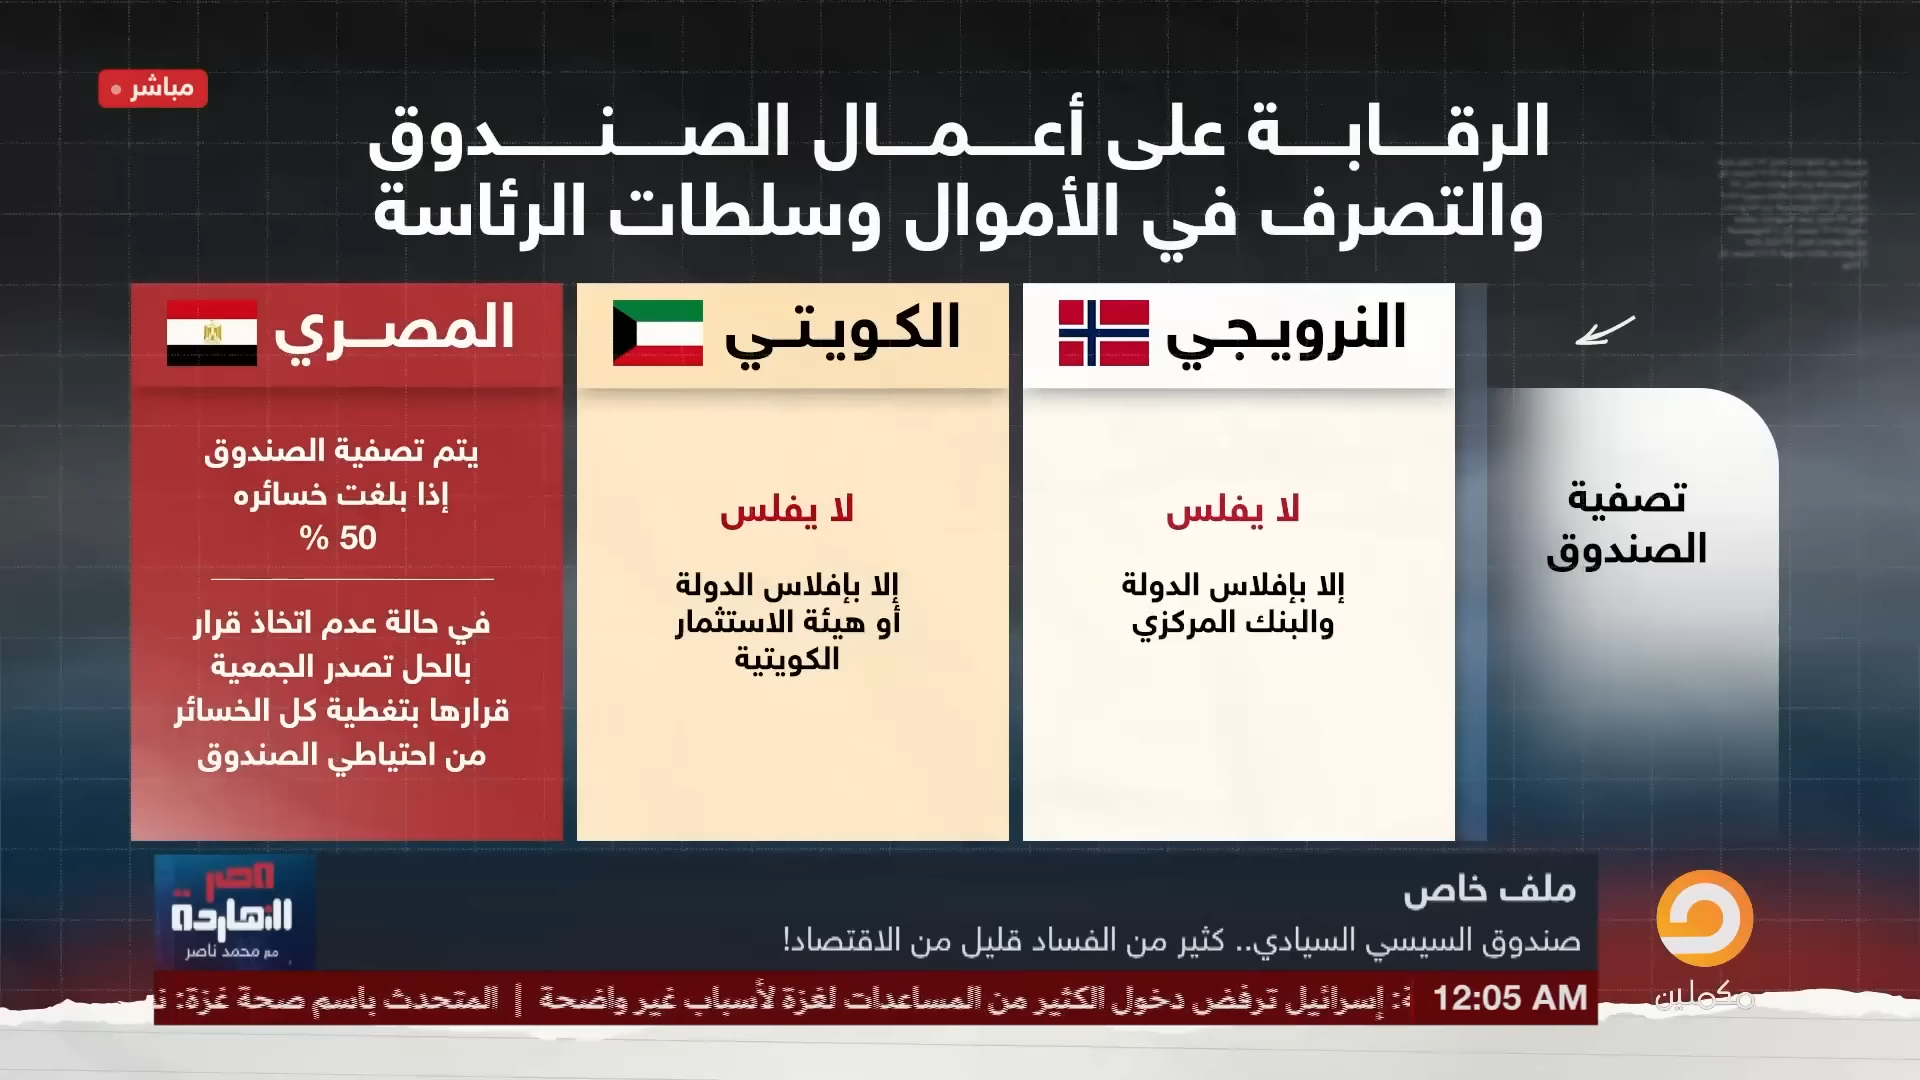 مباشر
الرقابة على أعمال الصندوق
والتصرف في الأموال وسلطات الرئاسة
النرويجي
الكويتي
المصري
تصفية
الصندوق
لا يفلس
إلا بإفلاس الدولة
والبنك المركزي
لا يفلس
إلا بإفلاس الدولة
أو هيئة الاستثمار
الكويتية
يتم تصفية الصندوق
إذا بلغت خسائره
50 %
في حالة عدم اتخاذ قرار
بالحل تصدر الجمعية
قرارها بتغطية كل الخسائر
من احتياطي الصندوق
ملف خاص
صندوق السيسي السيادي.. كثير من الفساد قليل من الاقتصاد!
مصر
النهاردة
مع محمد ناصر
12:05 AM
إسرائيل ترفض دخول الكثير من المساعدات لغزة لأسباب غير واضحة | المتحدث باسم صحة غزة:
مكملين